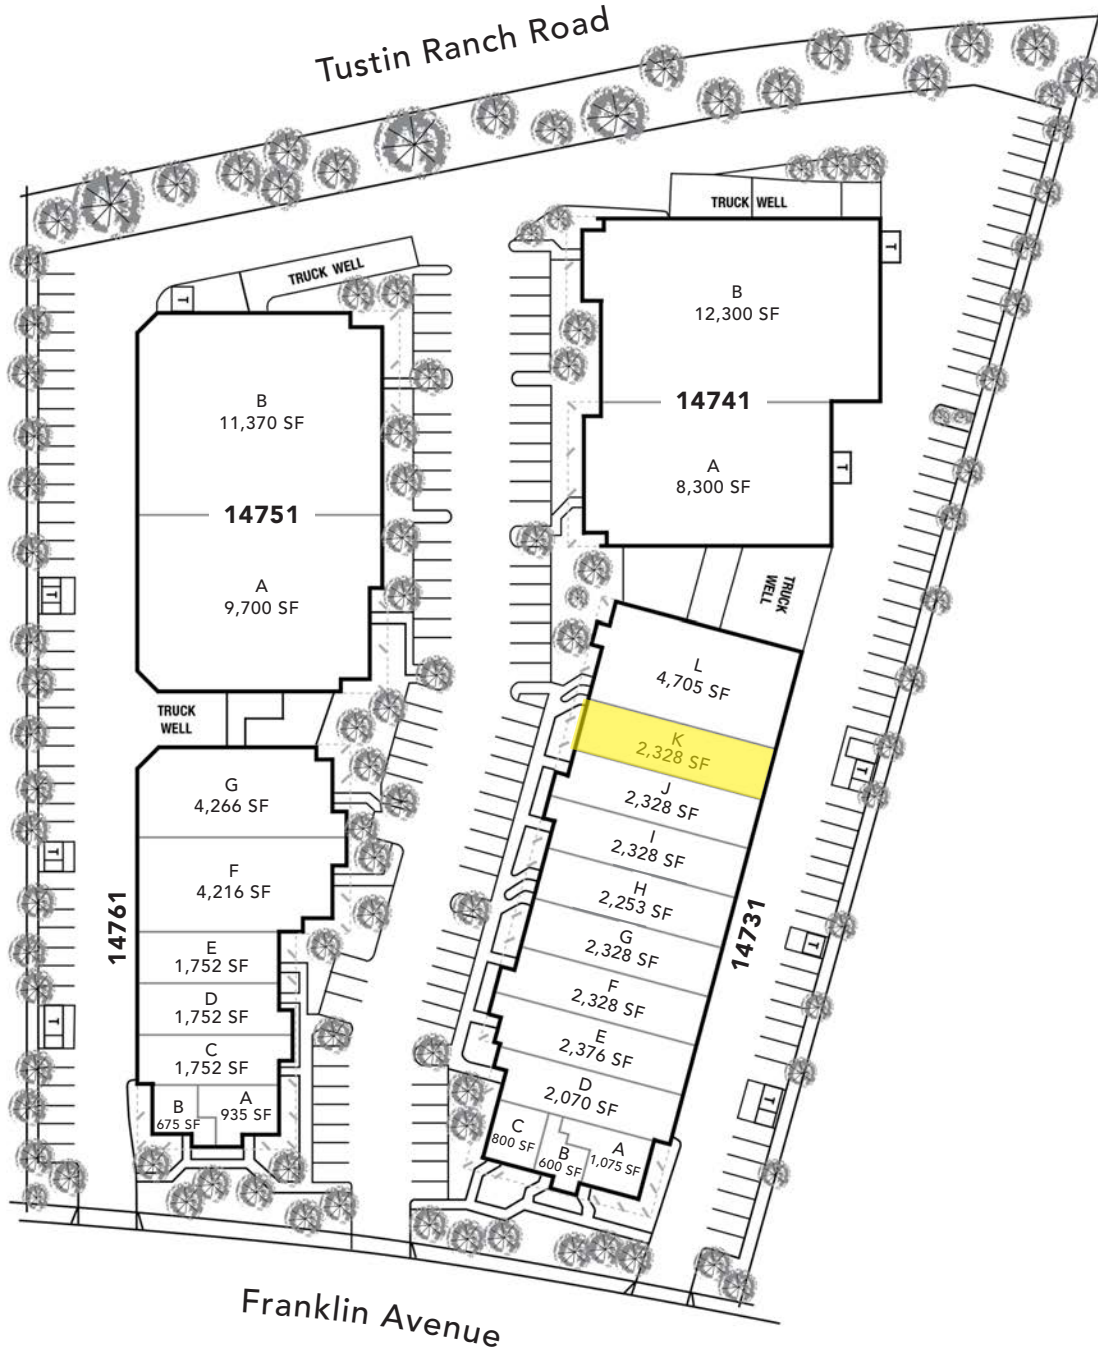 Tustin Ranch Road
TRUCK WELL
T
B
12,300 SF
14741
A
8,300 SF
T
TRUCK WELL
T
B
11,370 SF
14751
A
9,700 SF
T
TRUCK
WELL
TRUCK
WELL
L
4,705 SF
K
2,328 SF
J
2,328 SF
I
2,328 SF
H
2,253 SF
G
2,328 SF
F
2,328 SF
E
2,376 SF
D
2,070 SF
C
800 SF
B
600 SF
A
1,075 SF
14731
T
T
T
G
4,266 SF
F
4,216 SF
14761
E
1,752 SF
D
1,752 SF
C
1,752 SF
B
675 SF
A
935 SF
T
T
Franklin Avenue